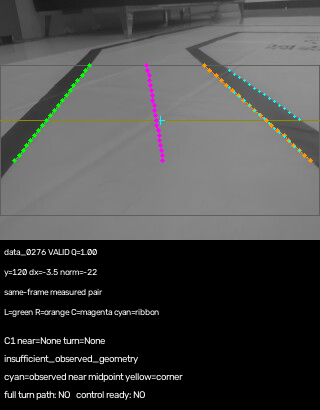 data_0276 VALID Q=1.00
y=120 dx=-3.5 norm=-22
same-frame measured pair
L=green R=orange C=magenta cyan=ribbon
C1 near=None turn=None
insufficient_observed_geometry
cyan=observed near midpoint yellow=corner
full turn path: NO control ready: NO